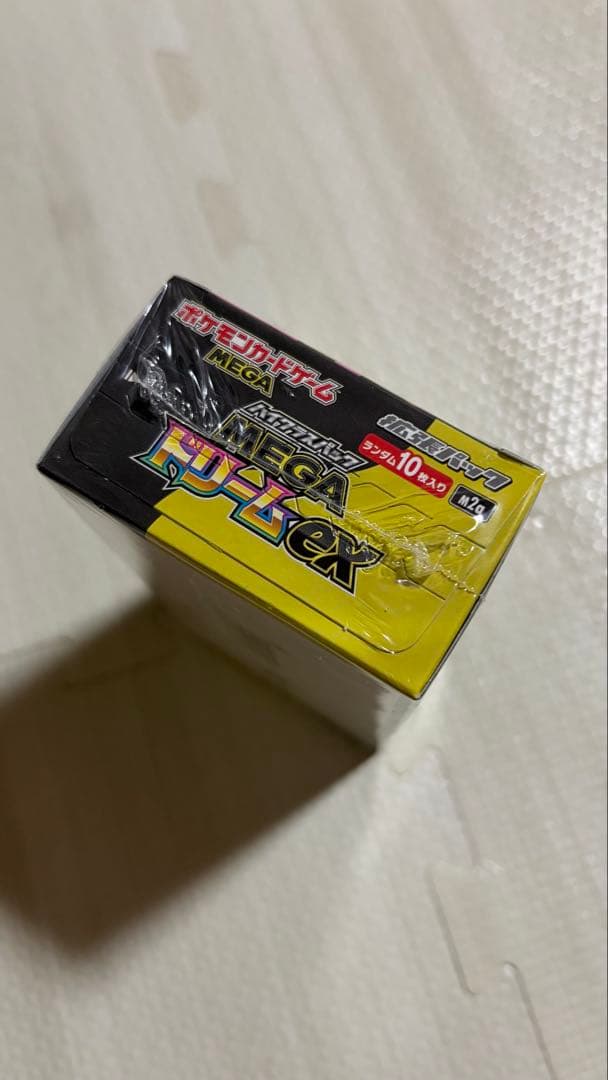 ポケモンカードゲーム
MEGA
拡張パック
ハイクラスパック
ランダム10枚入り
MEGA
M2a
ドリームex